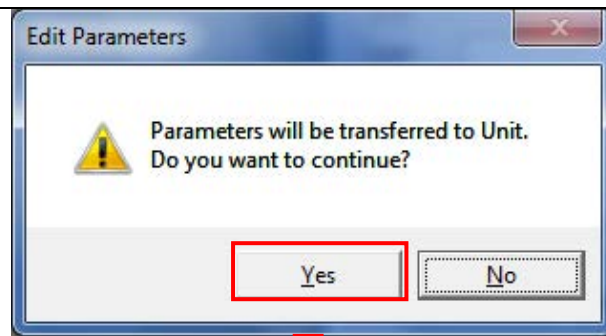 Edit Parameters
Parameters will be transferred to Unit.
Do you want to continue?
Yes
No